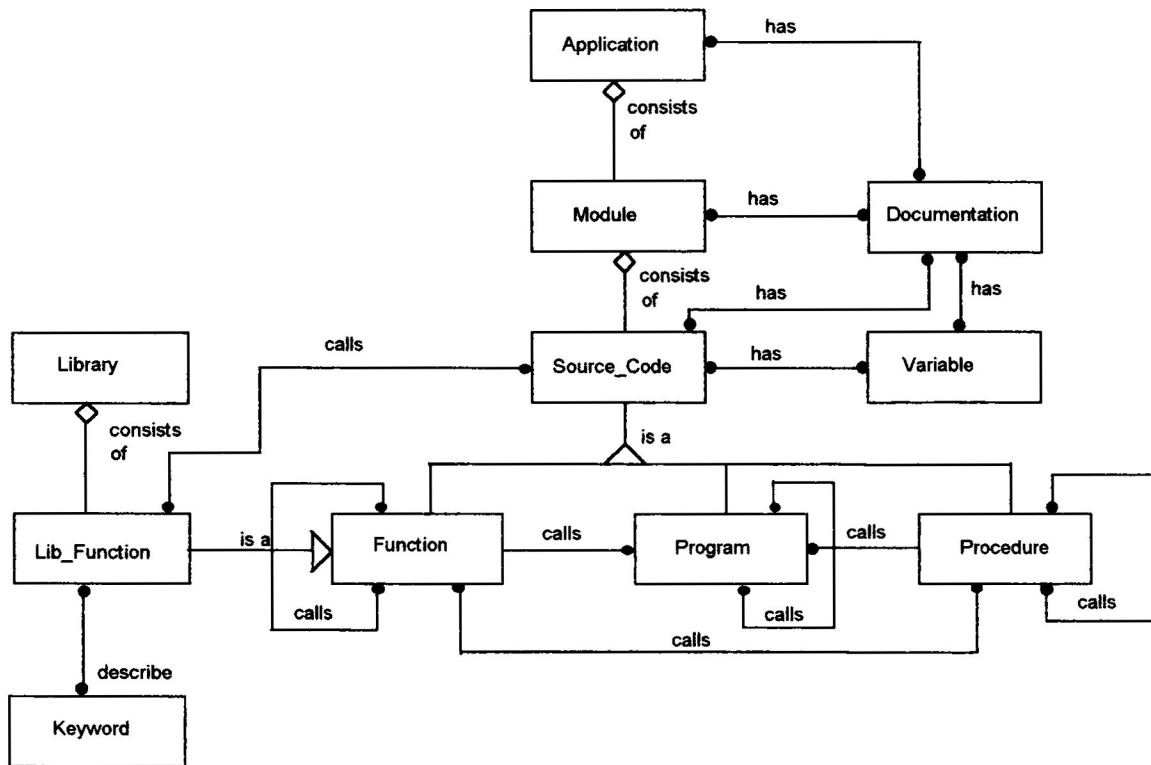 Application
has
consists
of
Module
has
Documentation
consists
of
has
has
Library
calls
Source_Code
has
Variable
consists
of
is a
Lib_Function
is a
Function
calls
Program
calls
Procedure
calls
calls
calls
calls
describe
Keyword